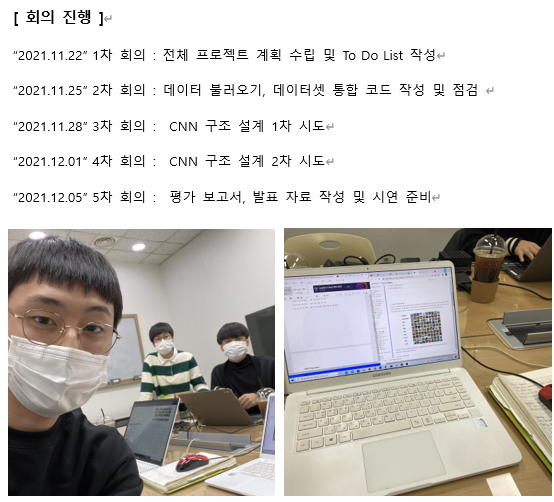 [ 회의 진행 ]
“2021.11.22” 1차 회의 : 전체 프로젝트 계획 수립 및 To Do List 작성
“2021.11.25” 2차 회의 : 데이터 불러오기, 데이터셋 통합 코드 작성 및 점검
“2021.11.28” 3차 회의 : CNN 구조 설계 1차 시도
“2021.12.01” 4차 회의 : CNN 구조 설계 2차 시도
“2021.12.05” 5차 회의 : 평가 보고서, 발표 자료 작성 및 시연 준비
SAMSUNG